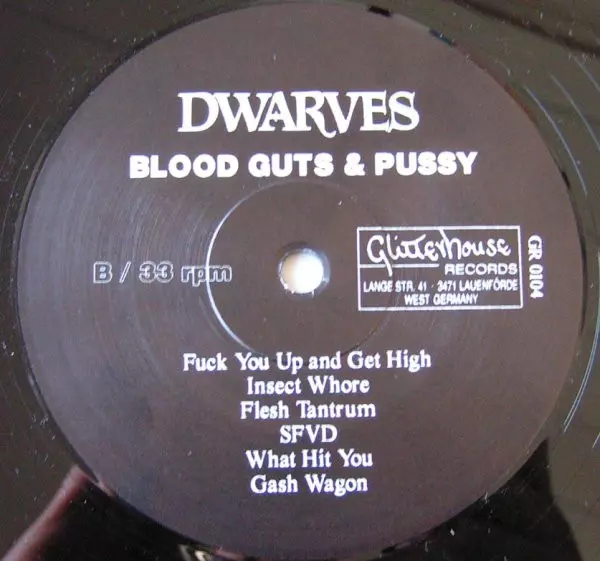 DWARVES
BLOOD GUTS & PUSSY
B / 33 rpm
Glitterhouse
RECORDS
LANGE STR. 41 · 3471 LAUENFÖRDE
WEST GERMANY
GR 0104
Fuck You Up and Get High
Insect Whore
Flesh Tantrum
SFVD
What Hit You
Gash Wagon